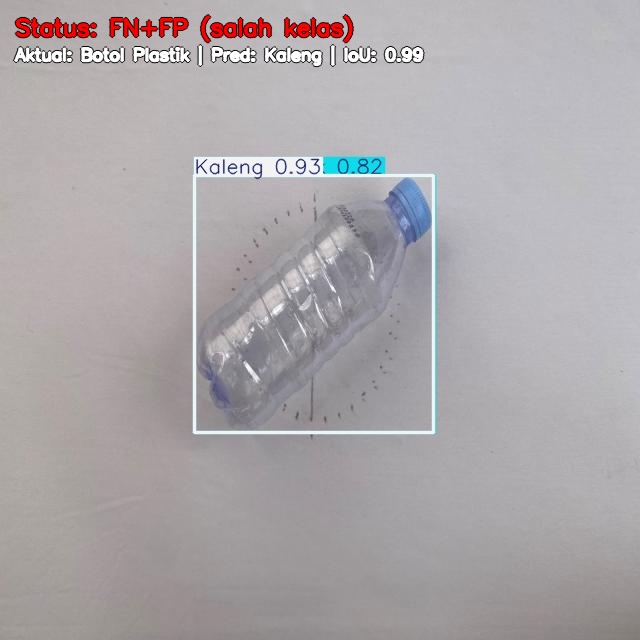 Status: FN+FP (salah kelas)
Aktual: Botol Plastik | Pred: Kaleng | IoU: 0.99
Kaleng 0.93: 0.82